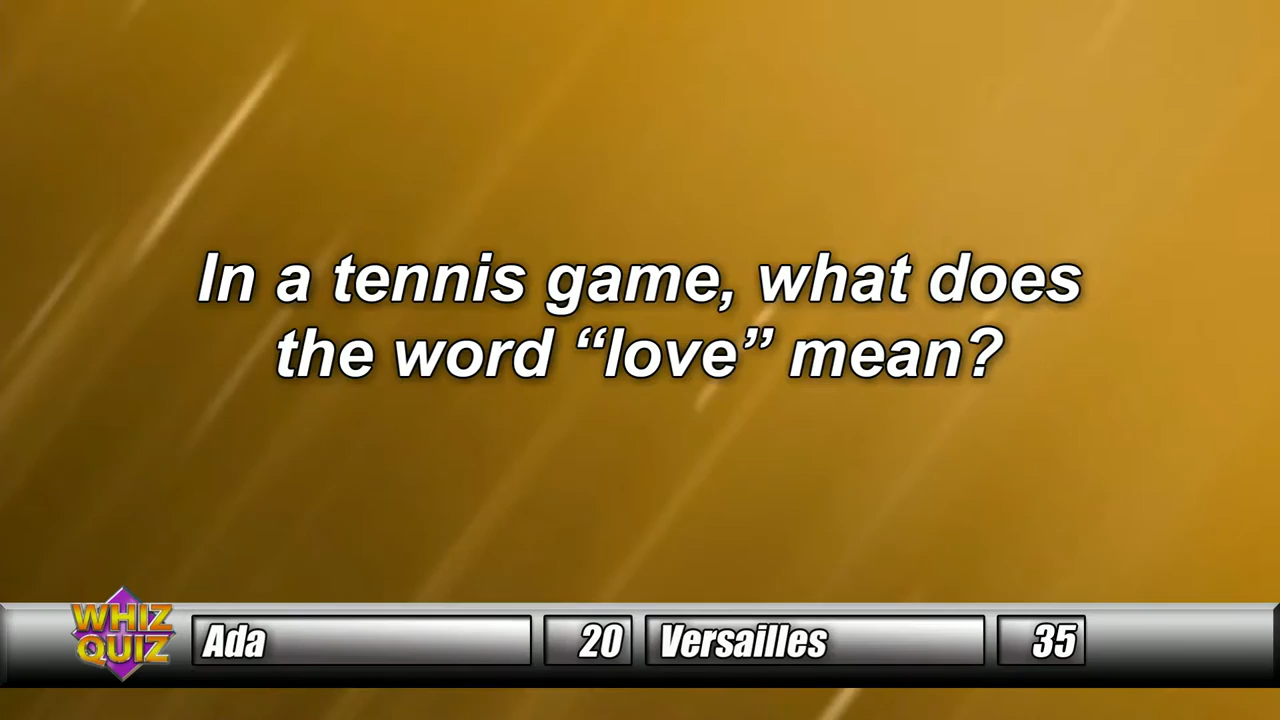 In a tennis game, what does
the word “love” mean?
WHIZ
QUIZ
Ada 20 Versailles 35